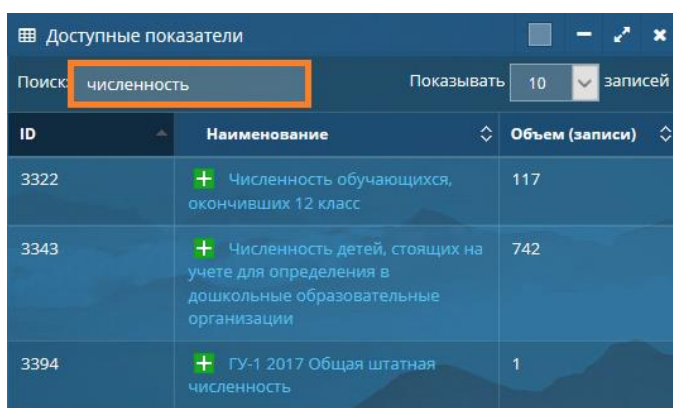 Доступные показатели
Поиск: численность Показывать 10 записей
ID Наименование Объем (записи)
3322 Численность обучающихся, 117
окончивших 12 класс
3343 Численность детей, стоящих на 742
учете для определения в
дошкольные образовательные
организации
3394 ГУ-1 2017 Общая штатная 1
численность